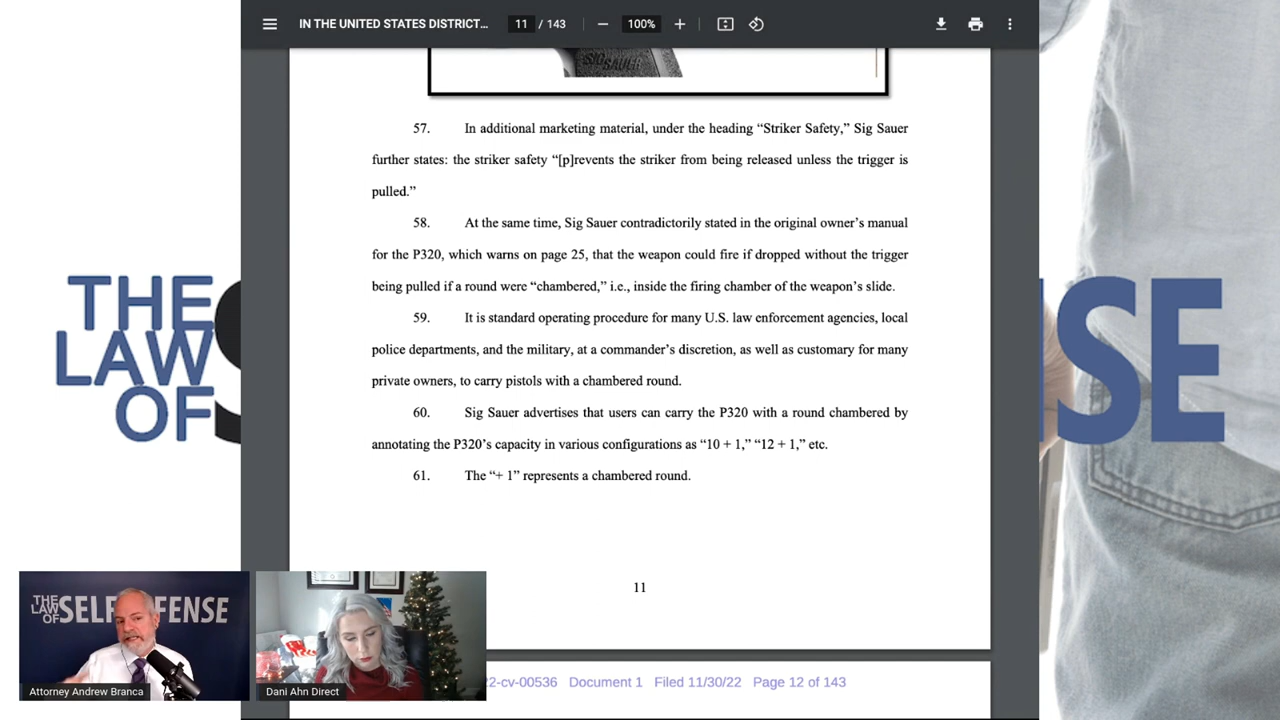 IN THE UNITED STATES DISTRICT...
11 / 143
100%
SIG SAUER
57. In additional marketing material, under the heading “Striker Safety,” Sig Sauer
further states: the striker safety “[p]revents the striker from being released unless the trigger is
pulled.”
58. At the same time, Sig Sauer contradictorily stated in the original owner’s manual
for the P320, which warns on page 25, that the weapon could fire if dropped without the trigger
being pulled if a round were “chambered,” i.e., inside the firing chamber of the weapon’s slide.
59. It is standard operating procedure for many U.S. law enforcement agencies, local
police departments, and the military, at a commander’s discretion, as well as customary for many
private owners, to carry pistols with a chambered round.
60. Sig Sauer advertises that users can carry the P320 with a round chambered by
annotating the P320’s capacity in various configurations as “10 + 1,” “12 + 1,” etc.
61. The “+ 1” represents a chambered round.
11
22-cv-00536 Document 1 Filed 11/30/22 Page 12 of 143
THE
LAW
OF
S
SE
THE
LAW
OF
SELF
FENSE
Attorney Andrew Branca
Dani Ahn Direct